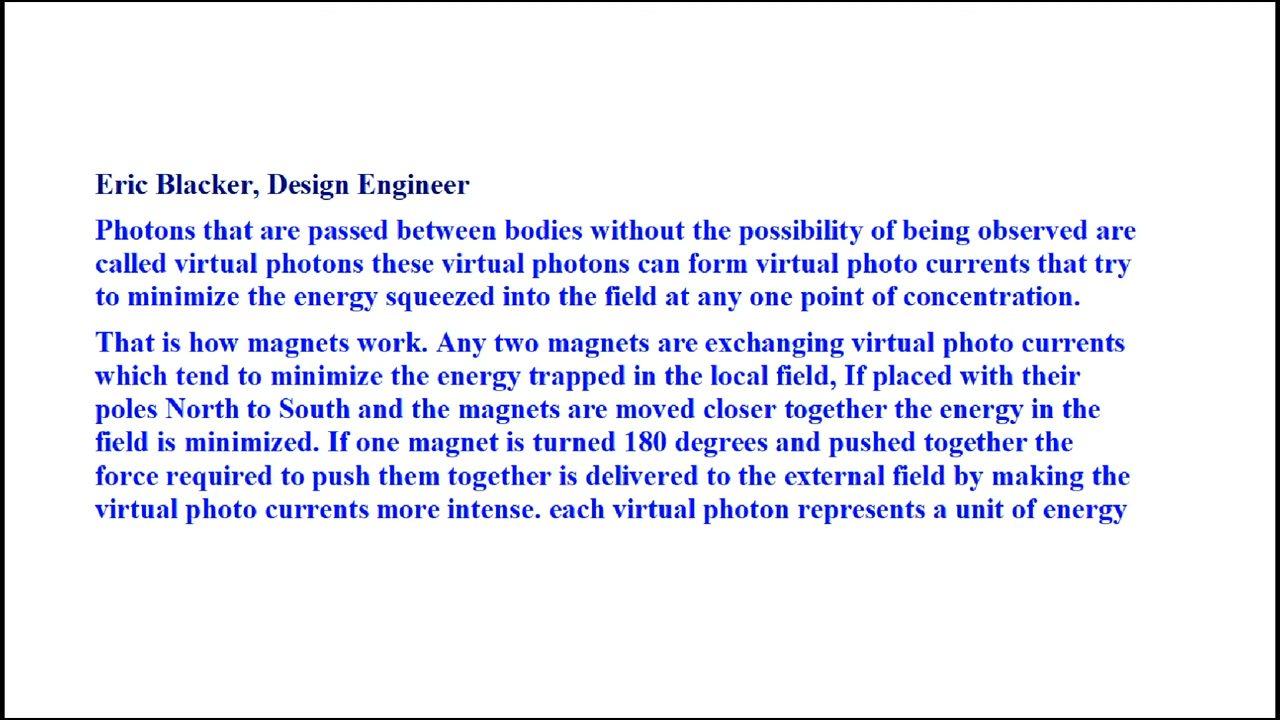 Eric Blacker, Design Engineer
Photons that are passed between bodies without the possibility of being observed are
called virtual photons these virtual photons can form virtual photo currents that try
to minimize the energy squeezed into the field at any one point of concentration.
That is how magnets work. Any two magnets are exchanging virtual photo currents
which tend to minimize the energy trapped in the local field, If placed with their
poles North to South and the magnets are moved closer together the energy in the
field is minimized. If one magnet is turned 180 degrees and pushed together the
force required to push them together is delivered to the external field by making the
virtual photo currents more intense. each virtual photon represents a unit of energy